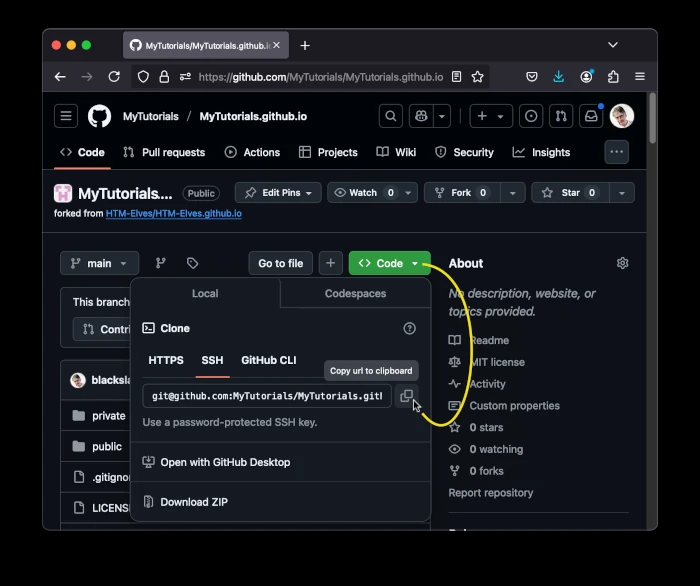 MyTutorials/MyTutorials.github.i
https://github.com/MyTutorials/MyTutorials.github.io
MyTutorials / MyTutorials.github.io
Code Pull requests Actions Projects Wiki Security Insights
MyTutorials.... Public Edit Pins Watch 0 Fork 0 Star 0
forked from HTM-Elves/HTM-Elves.github.io
main Go to file Code About
Local Codespaces
No description, website, or
topics provided.
This branch
Contri
Clone
HTTPS SSH GitHub CLI
Copy url to clipboard
git@github.com:MyTutorials/MyTutorials.gitl
Use a password-protected SSH key.
Open with GitHub Desktop
Download ZIP
blacksla
private
public
.gitignor
LICENS
Readme
MIT license
Activity
Custom properties
0 stars
0 watching
0 forks
Report repository